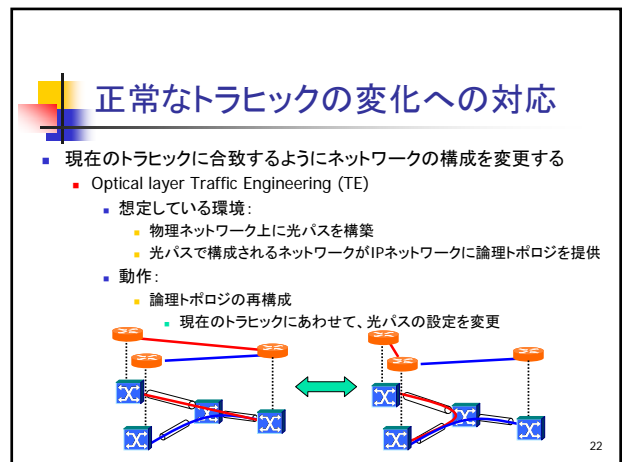 正常なトラヒックの変化への対応
現在のトラヒックに合致するようにネットワークの構成を変更する
Optical layer Traffic Engineering (TE)
想定している環境:
物理ネットワーク上に光パスを構築
光パスで構成されるネットワークがIPネットワークに論理トポロジを提供
動作:
論理トポロジの再構成
現在のトラヒックにあわせて、光パスの設定を変更
22